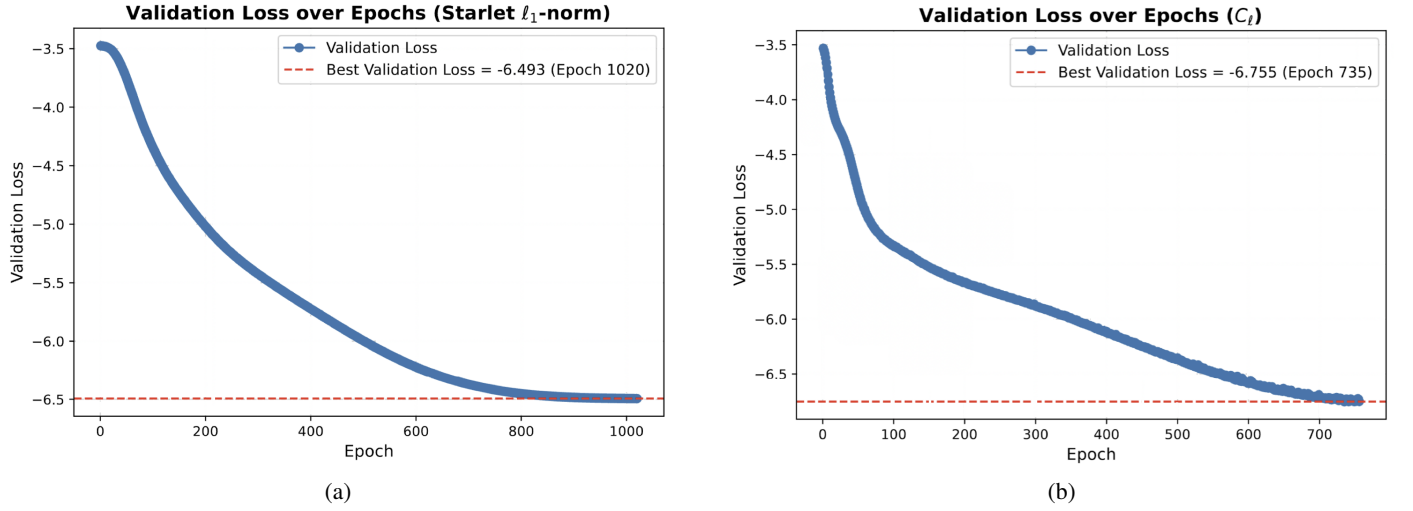 Validation Loss over Epochs (Starlet ℓ₁-norm)
Validation Loss
Best Validation Loss = -6.493 (Epoch 1020)
Validation Loss
−3.5
−4.0
−4.5
−5.0
−5.5
−6.0
−6.5
0 200 400 600 800 1000
Epoch
(a)
Validation Loss over Epochs (Cℓ)
Validation Loss
Best Validation Loss = -6.755 (Epoch 735)
Validation Loss
−3.5
−4.0
−4.5
−5.0
−5.5
−6.0
−6.5
0 100 200 300 400 500 600 700
Epoch
(b)